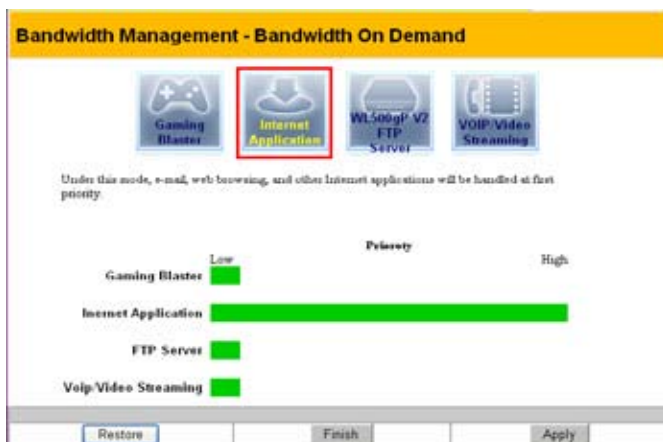 Bandwidth Management - Bandwidth On Demand
Gaming Blaster
Internet Application
WL500gP V2 FTP Server
VOIP/Video Streaming
Under this mode, e-mail, web browsing, and other Internet applications will be handled at first
priority.
Priority
Low High
Gaming Blaster
Inernet Application
FTP Server
Voip/Video Streaming
Restore Finish Apply